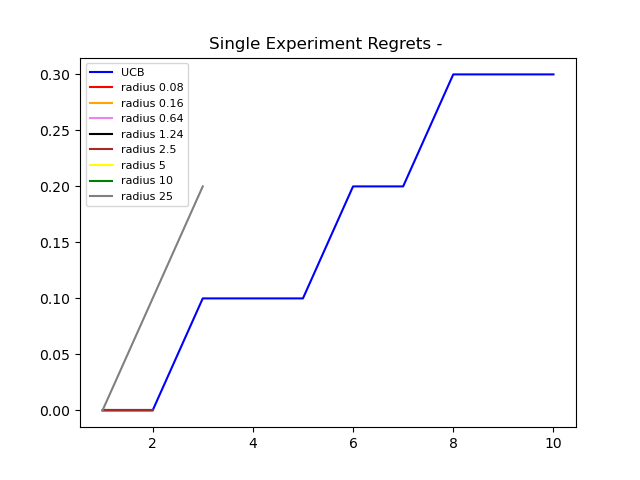 Single Experiment Regrets -
UCB
radius 0.08
radius 0.16
radius 0.64
radius 1.24
radius 2.5
radius 5
radius 10
radius 25
0.30
0.25
0.20
0.15
0.10
0.05
0.00
2
4
6
8
10